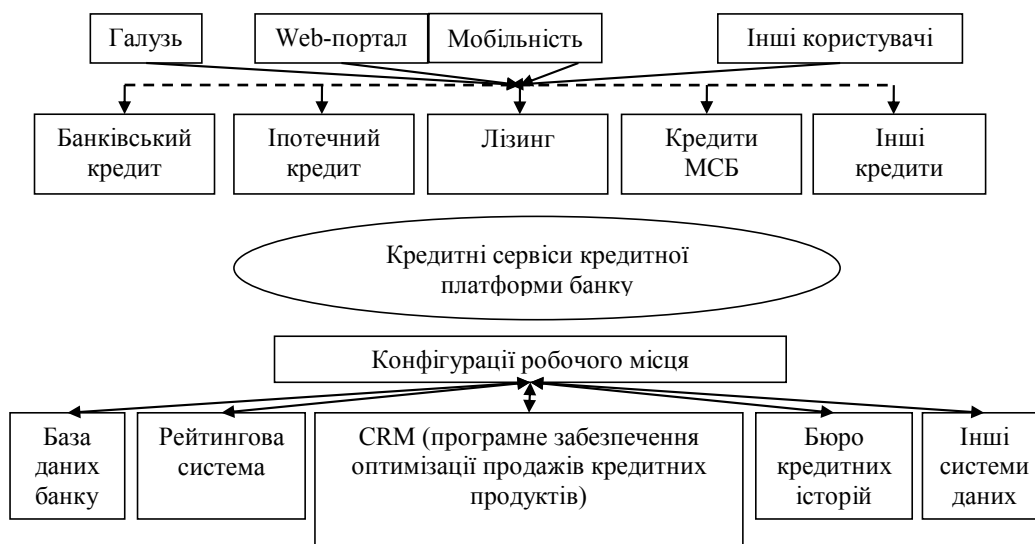 Галузь
Web-портал
Мобільність
Інші користувачі
Банківський
кредит
Іпотечний
кредит
Лізинг
Кредити
МСБ
Інші
кредити
Кредитні сервіси кредитної
платформи банку
Конфігурації робочого місця
База
даних
банку
Рейтингова
система
CRM (програмне забезпечення
оптимізації продажів кредитних
продуктів)
Бюро
кредитних
історій
Інші
системи
даних